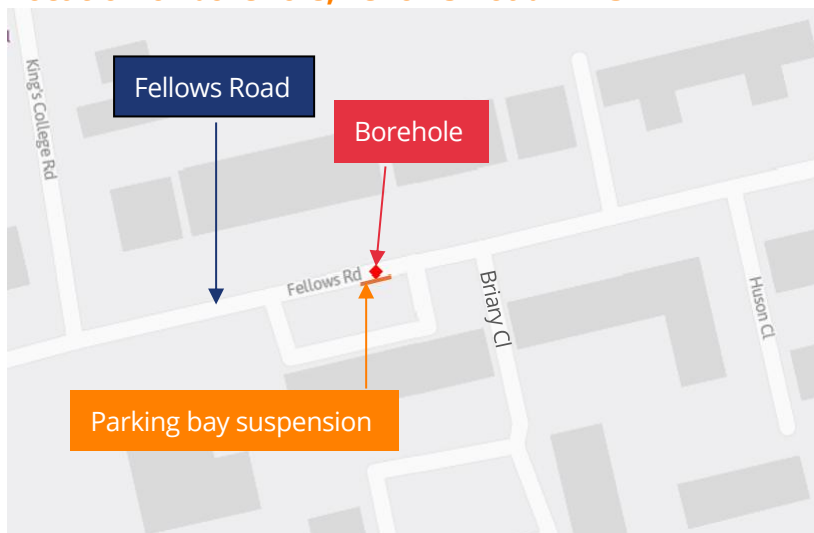 King's College Rd
Fellows Road
Borehole
Fellows Rd
Briary Cl
Huson Cl
Parking bay suspension